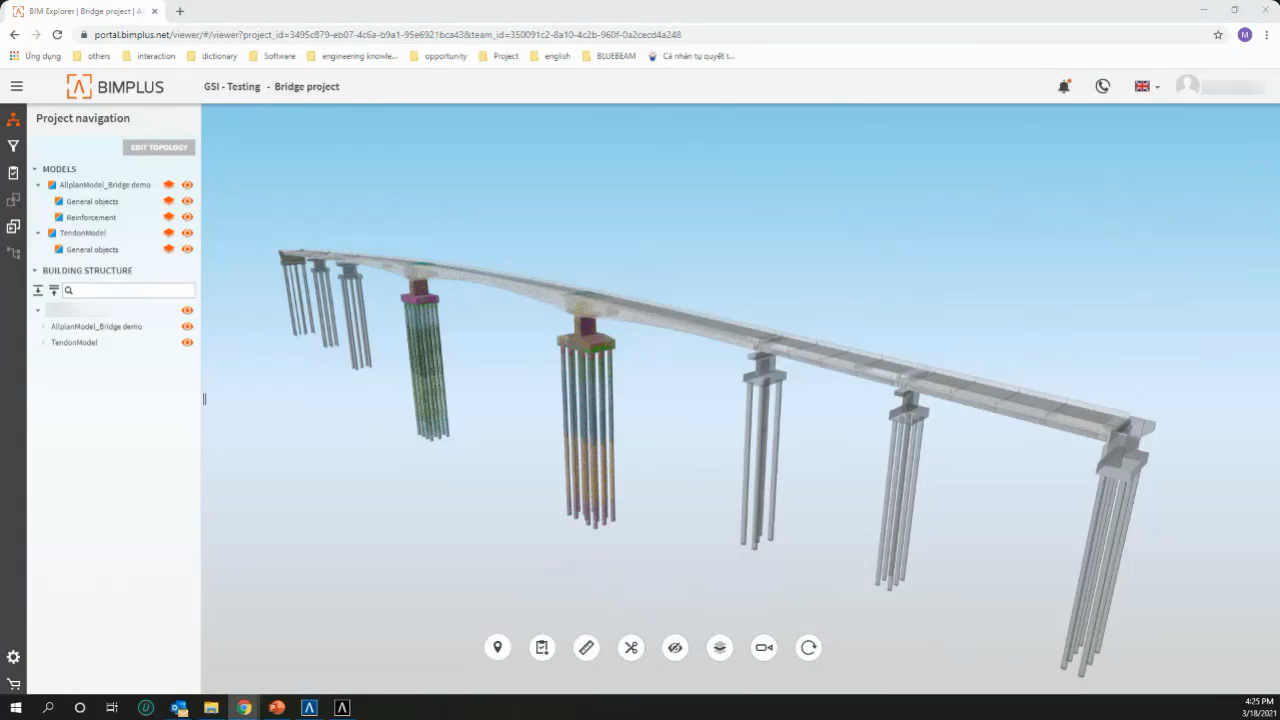 BIM Explorer | Bridge project / A
portal.bimplus.net/viewer/#/viewer?project_id=3495c879-eb07-4c6a-b9a1-95e6921bca43&team_id=350091c2-8a10-4c2b-960f-0a2cecd4a248
M
Ứng dụng
others
interaction
dictionary
Software
engineering knowle...
opportunity
Project
english
BLUEBEAM
Cá nhân tự quyết t...
BIMPLUS
GSI - Testing - Bridge project
Project navigation
EDIT TOPOLOGY
MODELS
AllplanModel_Bridge demo
General objects
Reinforcement
TendonModel
General objects
BUILDING STRUCTURE
AllplanModel_Bridge demo
TendonModel
4:25 PM
3/18/2021